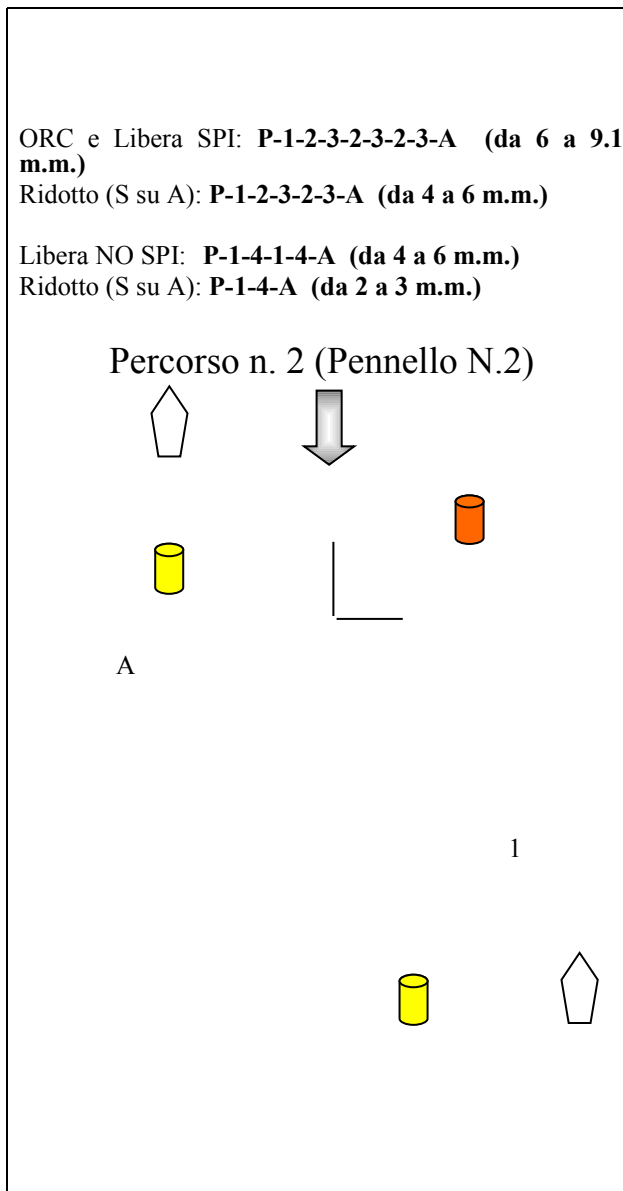 ORC e Libera SPI: P-1-2-3-2-3-2-3-A (da 6 a 9.1
m.m.)
Ridotto (S su A): P-1-2-3-2-3-A (da 4 a 6 m.m.)
Libera NO SPI: P-1-4-1-4-A (da 4 a 6 m.m.)
Ridotto (S su A): P-1-4-A (da 2 a 3 m.m.)
Percorso n. 2 (Pennello N.2)
A
1